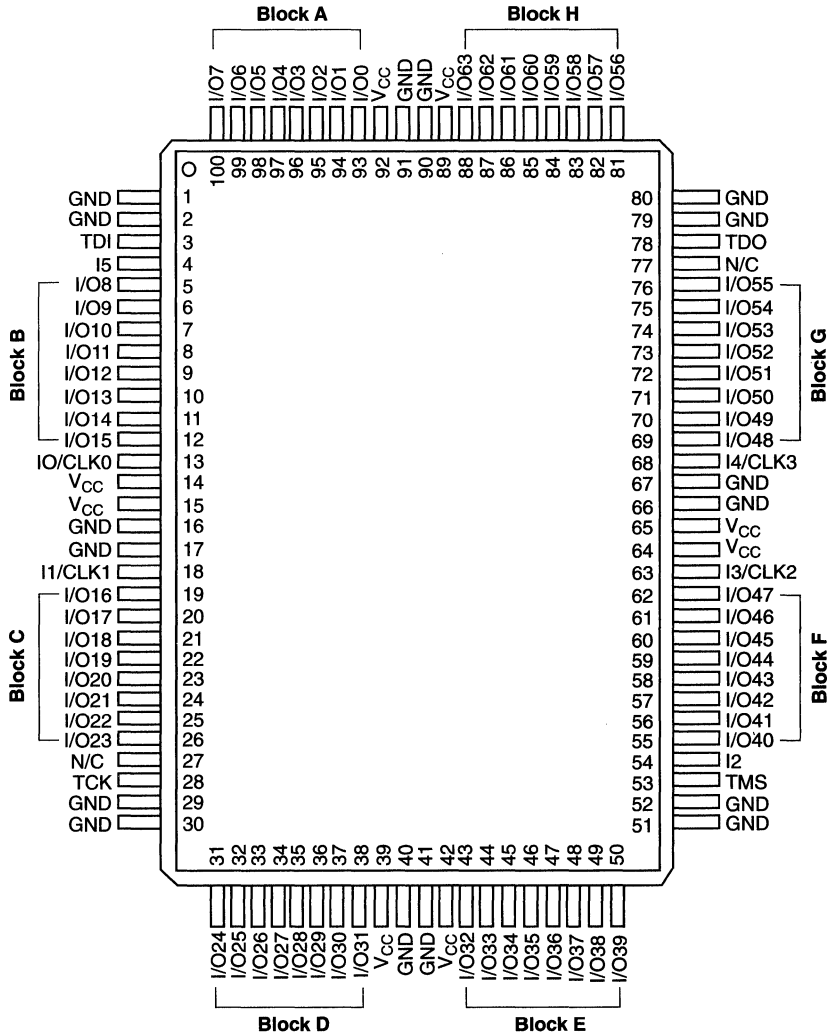 Block A
Block H
I/O7
I/O6
I/O5
I/O4
I/O3
I/O2
I/O1
I/O0
VCC
GND
GND
VCC
I/O63
I/O62
I/O61
I/O60
I/O59
I/O58
I/O57
I/O56
100
99
98
97
96
95
94
93
92
91
90
89
88
87
86
85
84
83
82
81
GND 1
GND 2
TDI 3
I5 4
I/O8 5
I/O9 6
I/O10 7
I/O11 8
I/O12 9
I/O13 10
I/O14 11
I/O15 12
Block B
IO/CLK0 13
VCC 14
VCC 15
GND 16
GND 17
I1/CLK1 18
I/O16 19
I/O17 20
I/O18 21
I/O19 22
I/O20 23
I/O21 24
I/O22 25
I/O23 26
Block C
N/C 27
TCK 28
GND 29
GND 30
80 GND
79 GND
78 TDO
77 N/C
76 I/O55
75 I/O54
74 I/O53
73 I/O52
72 I/O51
71 I/O50
70 I/O49
69 I/O48
Block G
68 I4/CLK3
67 GND
66 GND
65 VCC
64 VCC
63 I3/CLK2
62 I/O47
61 I/O46
60 I/O45
59 I/O44
58 I/O43
57 I/O42
56 I/O41
55 I/O40
Block F
54 I2
53 TMS
52 GND
51 GND
31
32
33
34
35
36
37
38
39
40
41
42
43
44
45
46
47
48
49
50
I/O24
I/O25
I/O26
I/O27
I/O28
I/O29
I/O30
I/O31
VCC
GND
GND
VCC
I/O32
I/O33
I/O34
I/O35
I/O36
I/O37
I/O38
I/O39
Block D
Block E